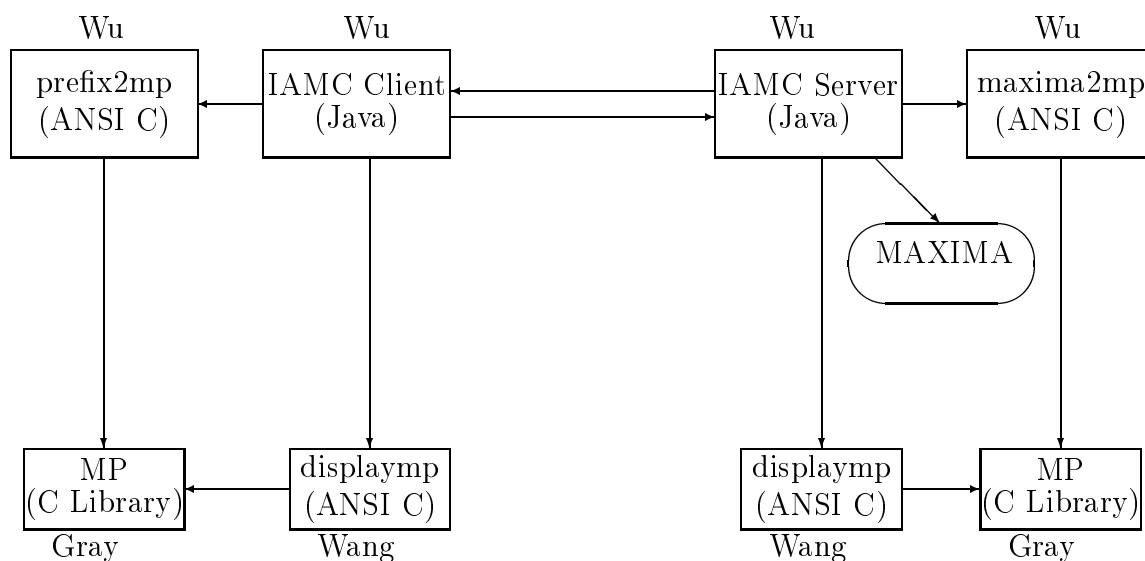 Wu
Wu
Wu
Wu
prefix2mp
(ANSI C)
IAMC Client
(Java)
IAMC Server
(Java)
maxima2mp
(ANSI C)
MAXIMA
MP
(C Library)
displaymp
(ANSI C)
displaymp
(ANSI C)
MP
(C Library)
Gray
Wang
Wang
Gray